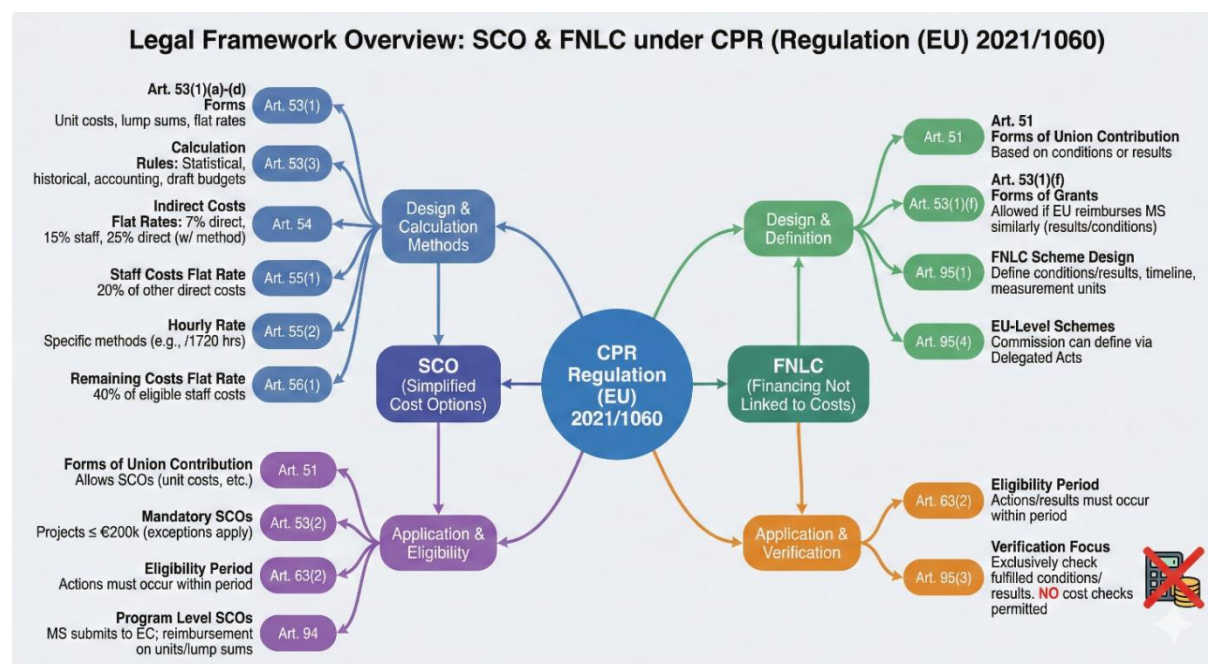 Legal Framework Overview: SCO & FNLC under CPR (Regulation (EU) 2021/1060)
Art. 53(1)(a)-(d)
Forms
Unit costs, lump sums, flat rates
Art. 53(1)
Calculation
Rules: Statistical,
historical, accounting, draft budgets
Art. 53(3)
Indirect Costs
Flat Rates: 7% direct,
15% staff, 25% direct (w/ method)
Art. 54
Staff Costs Flat Rate
20% of other direct costs
Art. 55(1)
Hourly Rate
Specific methods (e.g., /1720 hrs)
Art. 55(2)
Remaining Costs Flat Rate
40% of eligible staff costs
Art. 56(1)
Design &
Calculation
Methods
SCO
(Simplified
Cost Options)
Forms of Union Contribution
Allows SCOs (unit costs, etc.)
Art. 51
Mandatory SCOs
Projects ≤ €200k (exceptions apply)
Art. 53(2)
Eligibility Period
Actions must occur within period
Art. 63(2)
Program Level SCOs
MS submits to EC; reimbursement
on units/lump sums
Art. 94
Application &
Eligibility
CPR
Regulation
(EU)
2021/1060
Design &
Definition
FNLC
(Financing Not
Linked to Costs)
Art. 51
Art. 51
Forms of Union Contribution
Based on conditions or results
Art. 53(1)(f)
Art. 53(1)(f)
Forms of Grants
Allowed if EU reimburses MS
similarly (results/conditions)
Art. 95(1)
FNLC Scheme Design
Define conditions/results, timeline,
measurement units
Art. 95(4)
EU-Level Schemes
Commission can define via
Delegated Acts
Application &
Verification
Art. 63(2)
Eligibility Period
Actions/results must occur
within period
Art. 95(3)
Verification Focus
Exclusively check
fulfilled conditions/
results. NO cost checks
permitted